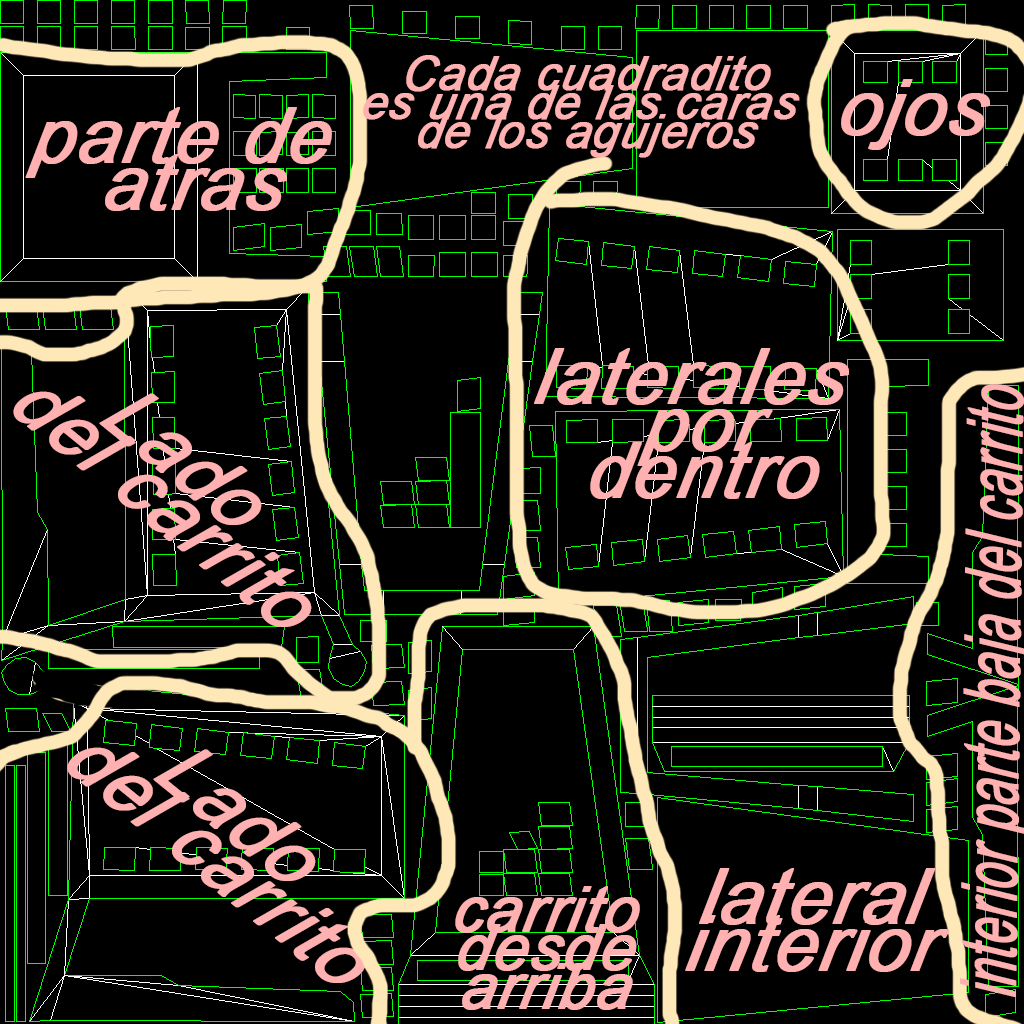 Cada cuadradito
es una de las caras
de los agujeros
ojos
parte de
atras
laterales
por
dentro
Lado
del carrito
Lado
del carrito
carrito
desde
arriba
lateral
interior
interior parte baja del carrito